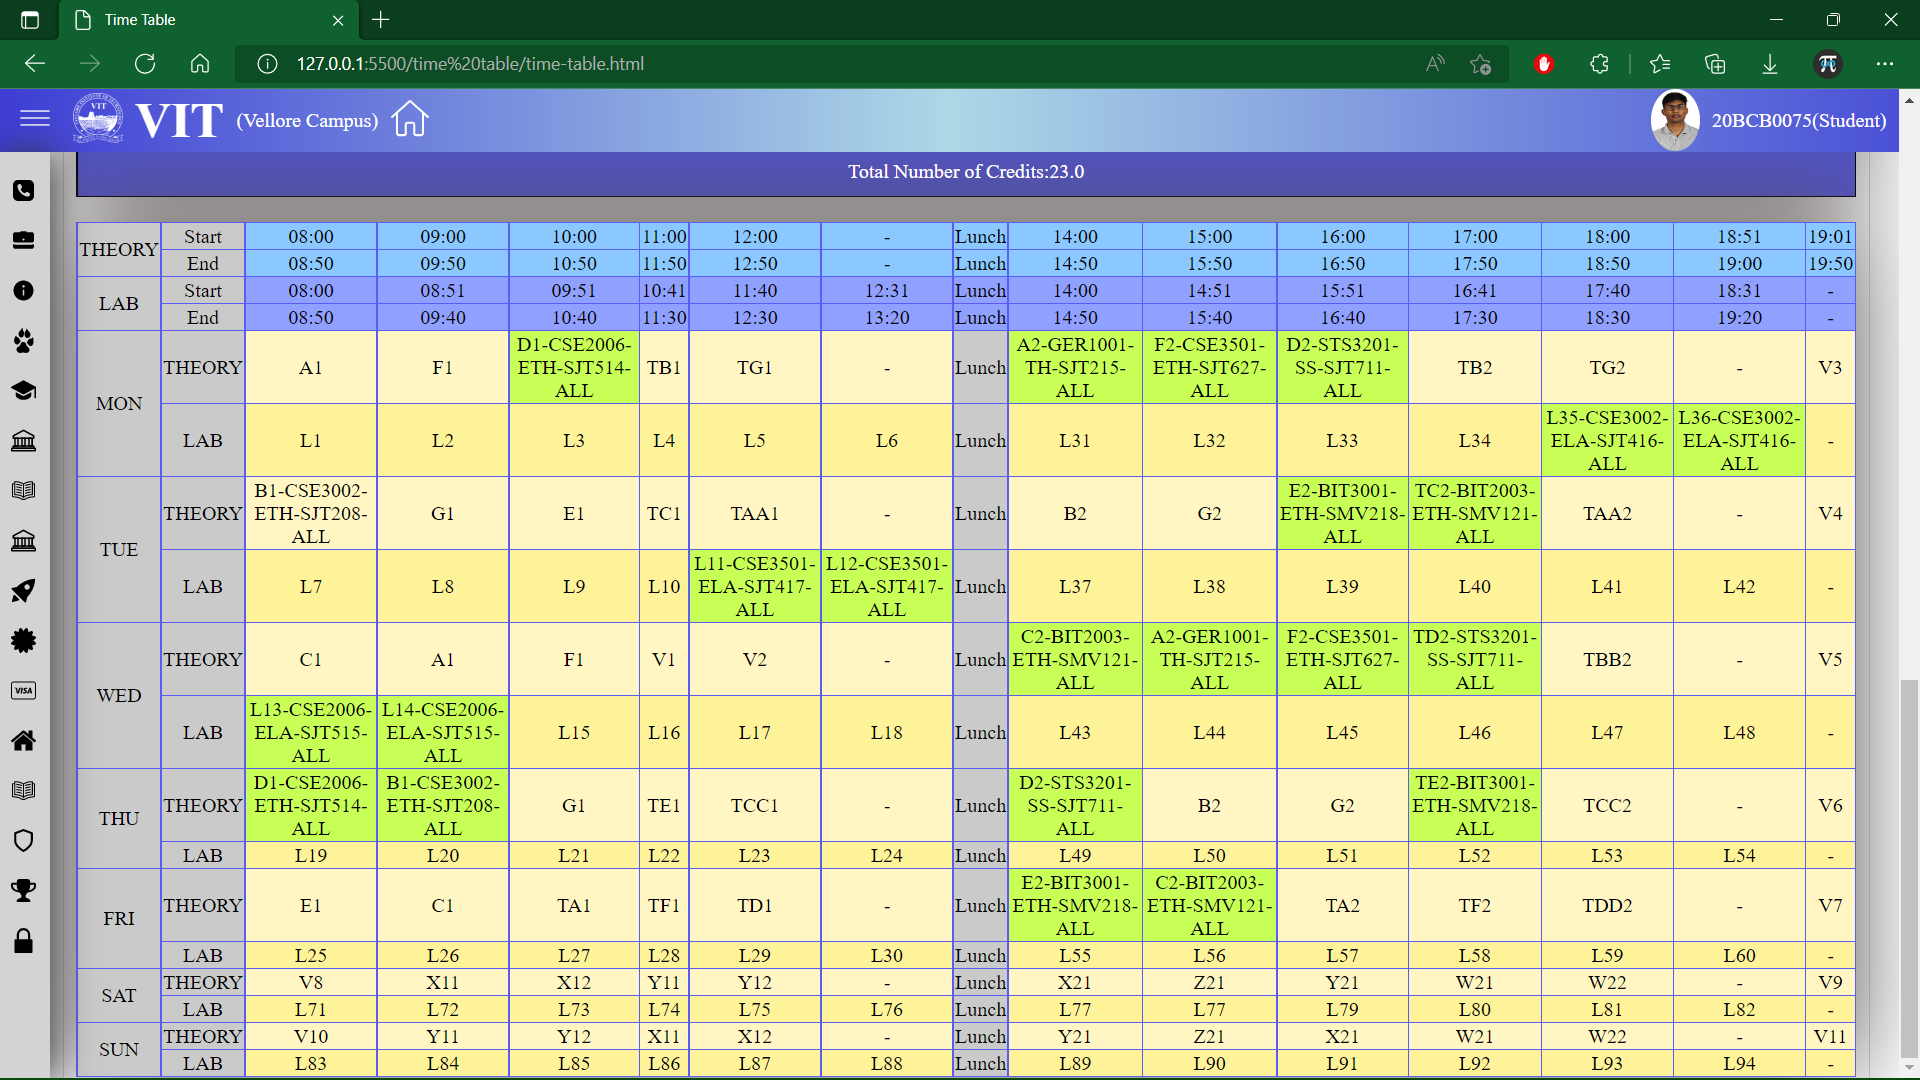 Time Table
127.0.0.1:5500/time%20table/time-table.html
VIT (Vellore Campus) 20BCB0075(Student)
Total Number of Credits:23.0
THEORY Start 08:00 09:00 10:00 11:00 12:00 - Lunch 14:00 15:00 16:00 17:00 18:00 18:51 19:01
End 08:50 09:50 10:50 11:50 12:50 - Lunch 14:50 15:50 16:50 17:50 18:50 19:00 19:50
LAB Start 08:00 08:51 09:51 10:41 11:40 12:31 Lunch 14:00 14:51 15:51 16:41 17:40 18:31 -
End 08:50 09:40 10:40 11:30 12:30 13:20 Lunch 14:50 15:40 16:40 17:30 18:30 19:20 -
MON THEORY A1 F1 D1-CSE2006-ETH-SJT514-ALL TB1 TG1 - Lunch A2-GER1001-TH-SJT215-ALL F2-CSE3501-ETH-SJT627-ALL D2-STS3201-SS-SJT711-ALL TB2 TG2 - V3
LAB L1 L2 L3 L4 L5 L6 Lunch L31 L32 L33 L34 L35-CSE3002-ELA-SJT416-ALL L36-CSE3002-ELA-SJT416-ALL -
TUE THEORY B1-CSE3002-ETH-SJT208-ALL G1 E1 TC1 TAA1 - Lunch B2 G2 E2-BIT3001-ETH-SMV218-ALL TC2-BIT2003-ETH-SMV121-ALL TAA2 - V4
LAB L7 L8 L9 L10 L11-CSE3501-ELA-SJT417-ALL L12-CSE3501-ELA-SJT417-ALL Lunch L37 L38 L39 L40 L41 L42 -
WED THEORY C1 A1 F1 V1 V2 - Lunch C2-BIT2003-ETH-SMV121-ALL A2-GER1001-TH-SJT215-ALL F2-CSE3501-ETH-SJT627-ALL TD2-STS3201-SS-SJT711-ALL TBB2 - V5
LAB L13-CSE2006-ELA-SJT515-ALL L14-CSE2006-ELA-SJT515-ALL L15 L16 L17 L18 Lunch L43 L44 L45 L46 L47 L48 -
THU THEORY D1-CSE2006-ETH-SJT514-ALL B1-CSE3002-ETH-SJT208-ALL G1 TE1 TCC1 - Lunch D2-STS3201-SS-SJT711-ALL B2 G2 TE2-BIT3001-ETH-SMV218-ALL TCC2 - V6
LAB L19 L20 L21 L22 L23 L24 Lunch L49 L50 L51 L52 L53 L54 -
FRI THEORY E1 C1 TA1 TF1 TD1 - Lunch E2-BIT3001-ETH-SMV218-ALL C2-BIT2003-ETH-SMV121-ALL TA2 TF2 TDD2 - V7
LAB L25 L26 L27 L28 L29 L30 Lunch L55 L56 L57 L58 L59 L60 -
SAT THEORY V8 X11 X12 Y11 Y12 - Lunch X21 Z21 Y21 W21 W22 - V9
LAB L71 L72 L73 L74 L75 L76 Lunch L77 L77 L79 L80 L81 L82 -
SUN THEORY V10 Y11 Y12 X11 X12 - Lunch Y21 Z21 X21 W21 W22 - V11
LAB L83 L84 L85 L86 L87 L88 Lunch L89 L90 L91 L92 L93 L94 -
VISA